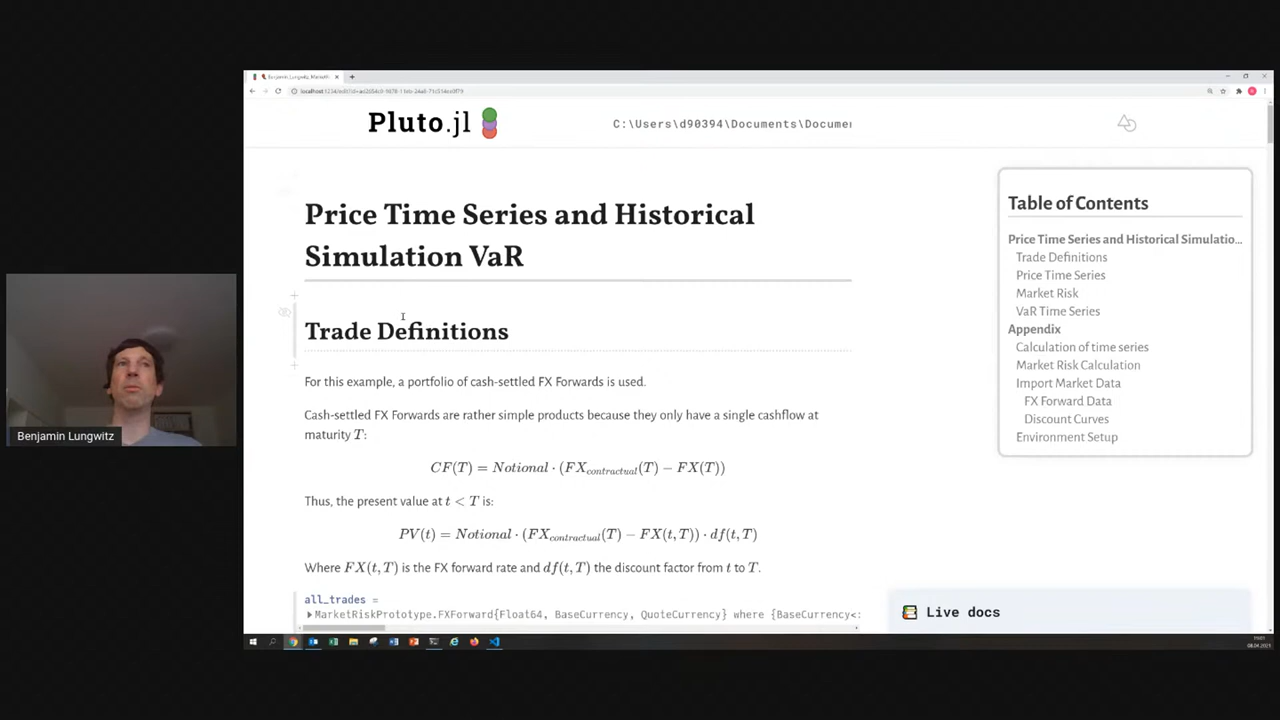 Benjamin Lungwitz, MarketRi
Pluto.jl
C:\Users\d90394\Documents\Documer
Price Time Series and Historical
Simulation VaR
Trade Definitions
For this example, a portfolio of cash-settled FX Forwards is used.
Cash-settled FX Forwards are rather simple products because they only have a single cashflow at
maturity T:
CF(T) = Notional · (FX_contractual(T) − FX(T))
Thus, the present value at t < T is:
PV(t) = Notional · (FX_contractual(T) − FX(t, T)) · df(t, T)
Where FX(t, T) is the FX forward rate and df(t, T) the discount factor from t to T.
all_trades =
▶MarketRiskPrototype.FXForward{Float64, BaseCurrency, QuoteCurrency} where {BaseCurrency<:
Table of Contents
Price Time Series and Historical Simulatio...
Trade Definitions
Price Time Series
Market Risk
VaR Time Series
Appendix
Calculation of time series
Market Risk Calculation
Import Market Data
FX Forward Data
Discount Curves
Environment Setup
Live docs
Benjamin Lungwitz
08.04.2021